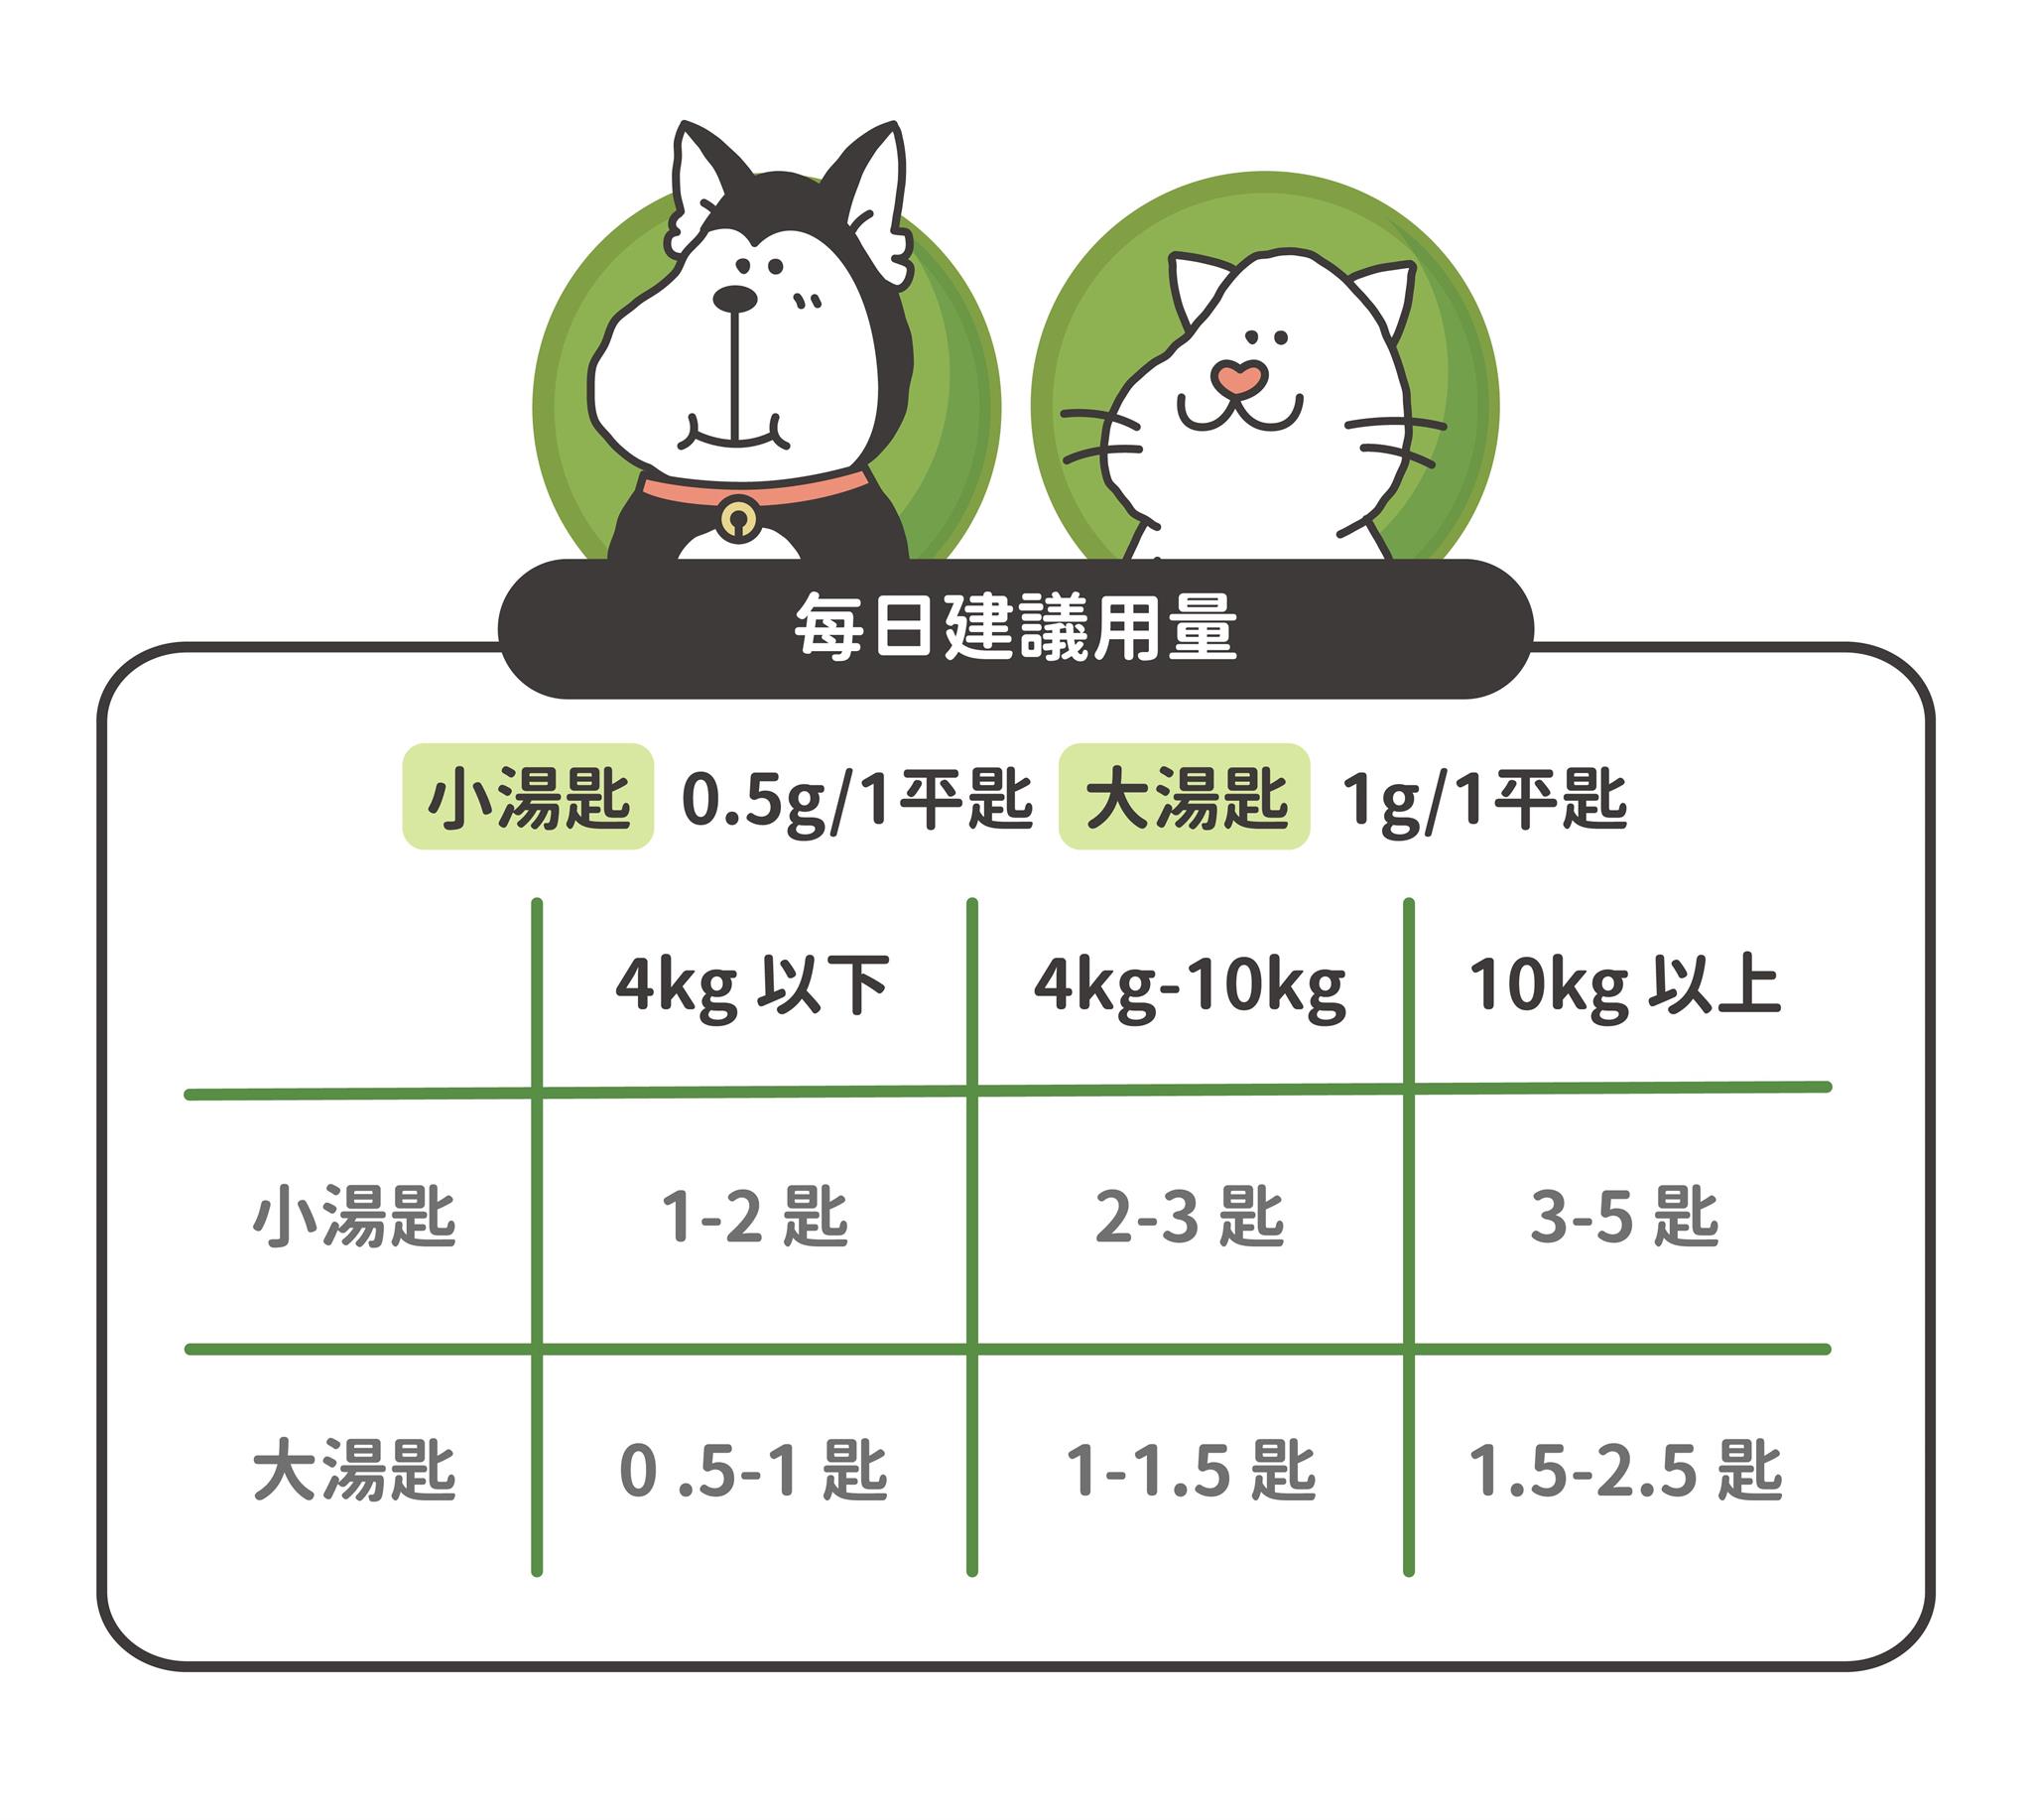 每日建議用量
小湯匙 0.5g/1平匙 大湯匙 1g/1平匙
4kg 以下 4kg-10kg 10kg 以上
小湯匙 1-2 匙 2-3 匙 3-5 匙
大湯匙 0 .5-1 匙 1-1.5 匙 1.5-2.5 匙